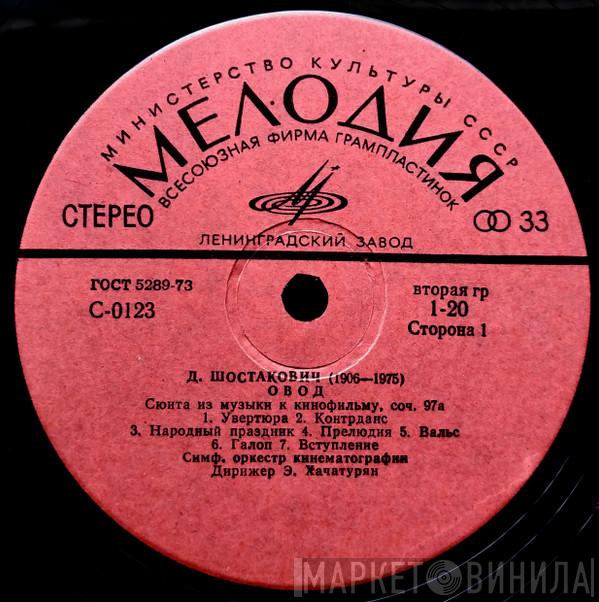 МИНИСТЕРСТВО КУЛЬТУРЫ СССР
МЕЛОДИЯ
ВСЕСОЮЗНАЯ ФИРМА ГРАМПЛАСТИНОК
СТЕРЕО
33
ЛЕНИНГРАДСКИЙ ЗАВОД
ГОСТ 5289-73
С-0123
вторая гр
1-20
Сторона 1
Д. ШОСТАКОВИЧ (1906—1975)
ОВОД
Сюита из музыки к кинофильму, соч. 97а
1. Увертюра 2. Контрданс
3. Народный праздник 4. Прелюдия 5. Вальс
6. Галоп 7. Вступление
Симф. оркестр кинематографии
Дирижер Э. Хачатурян
МАРКЕТ ВИНИЛА